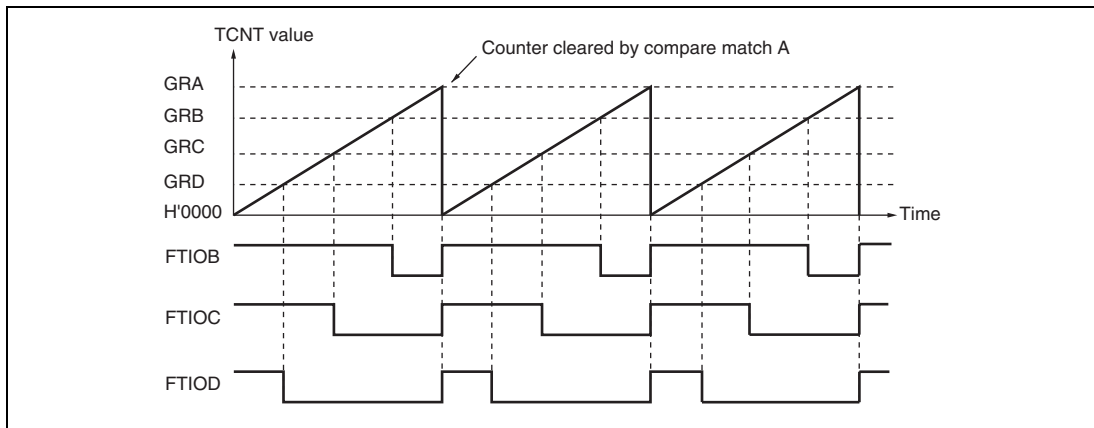 TCNT value
Counter cleared by compare match A
GRA
GRB
GRC
GRD
H'0000
Time
FTIOB
FTIOC
FTIOD